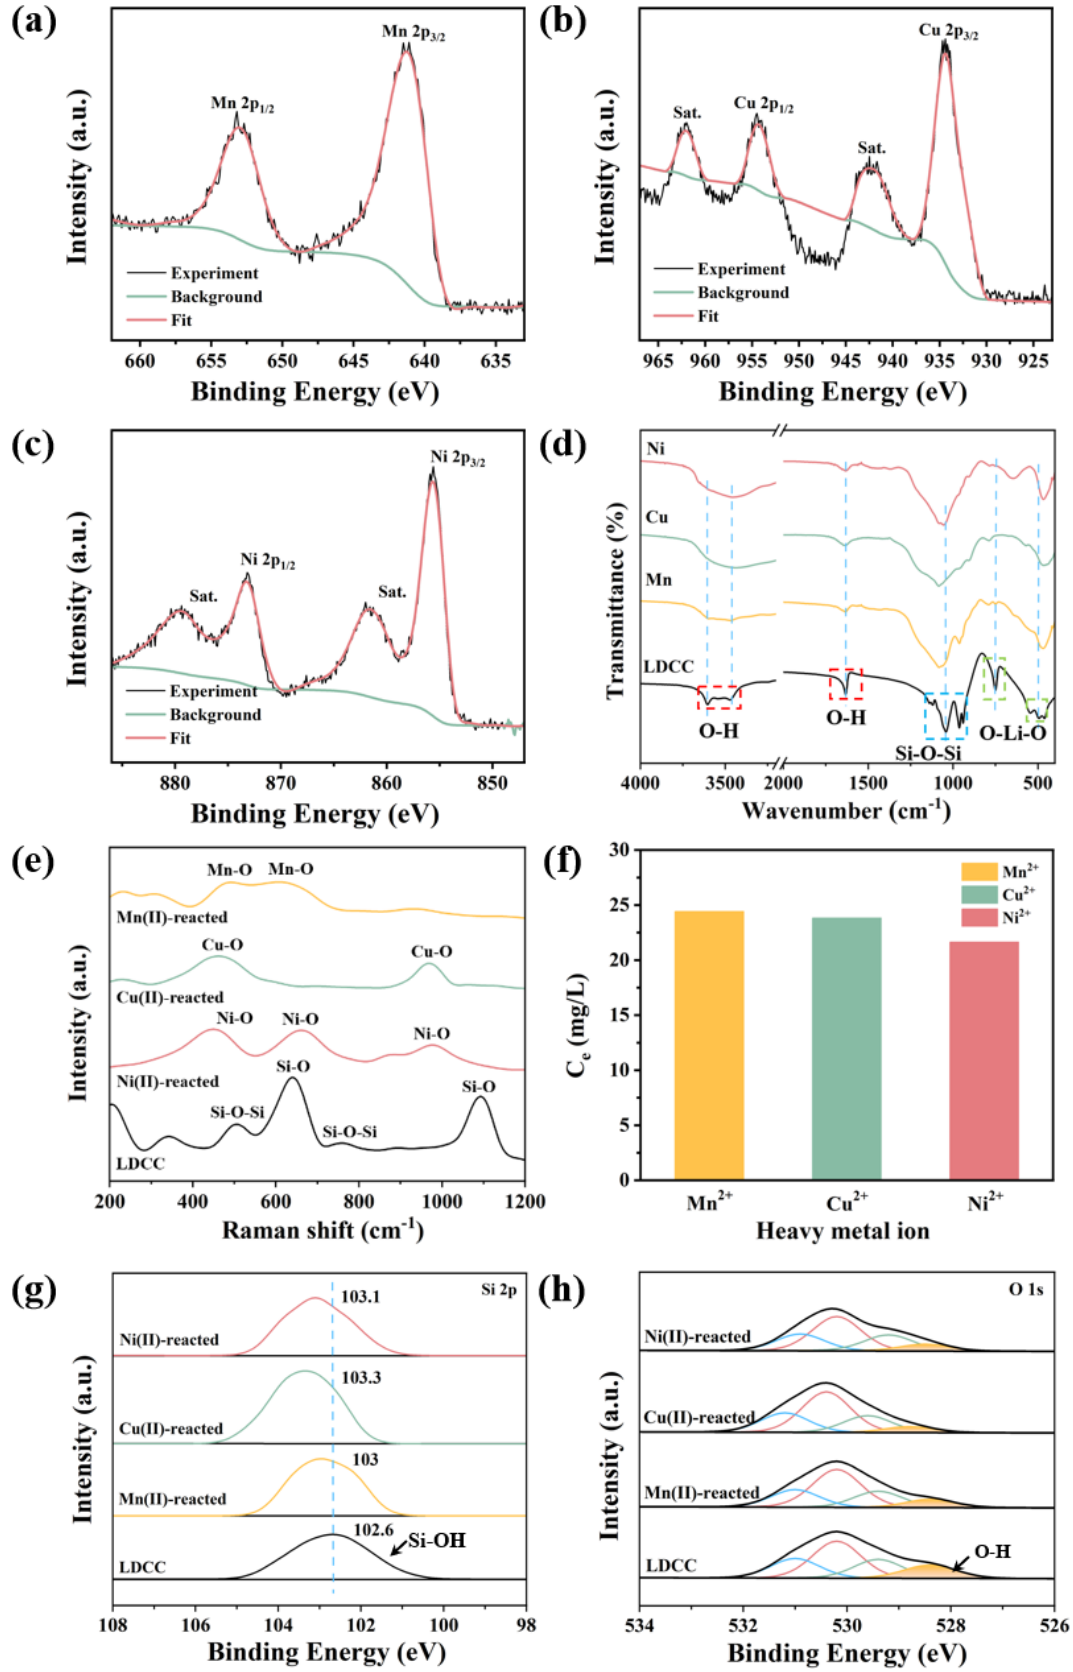 (a)
Mn 2p3/2
Mn 2p1/2
Intensity (a.u.)
Experiment
Background
Fit
660 655 650 645 640 635
Binding Energy (eV)
(b)
Cu 2p3/2
Sat.
Cu 2p1/2
Sat.
Intensity (a.u.)
Experiment
Background
Fit
965 960 955 950 945 940 935 930 925
Binding Energy (eV)
(c)
Ni 2p3/2
Ni 2p1/2
Sat.
Sat.
Intensity (a.u.)
Experiment
Background
Fit
880 870 860 850
Binding Energy (eV)
(d)
Ni
Cu
Mn
LDCC
Transmittance (%)
O-H
O-H
Si-O-Si
O-Li-O
4000 3500 2000 1500 1000 500
Wavenumber (cm-1)
(e)
Mn-O Mn-O
Mn(II)-reacted
Cu-O Cu-O
Cu(II)-reacted
Ni-O Ni-O Ni-O
Ni(II)-reacted
Si-O
Si-O
Si-O-Si
Si-O-Si
LDCC
Intensity (a.u.)
200 400 600 800 1000 1200
Raman shift (cm-1)
(f)
30
25
20
15
10
5
0
Ce (mg/L)
Mn2+
Cu2+
Ni2+
Mn2+ Cu2+ Ni2+
Heavy metal ion
(g)
Si 2p
103.1
Ni(II)-reacted
103.3
Cu(II)-reacted
103
Mn(II)-reacted
102.6
Si-OH
LDCC
Intensity (a.u.)
108 106 104 102 100 98
Binding Energy (eV)
(h)
O 1s
Ni(II)-reacted
Cu(II)-reacted
Mn(II)-reacted
O-H
LDCC
Intensity (a.u.)
534 532 530 528 526
Binding Energy (eV)